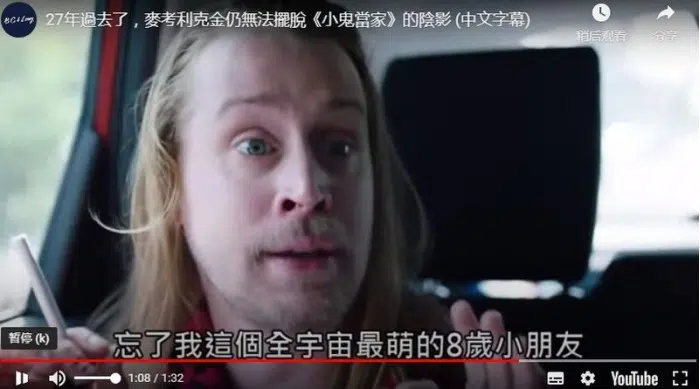 27年過去了，麥考利克金仍無法擺脫《小鬼當家》的陰影 (中文字幕)
稍后观看
分享
暫停 (k)
忘了我這個全宇宙最萌的8歲小朋友
1:08 / 1:32
YouTube